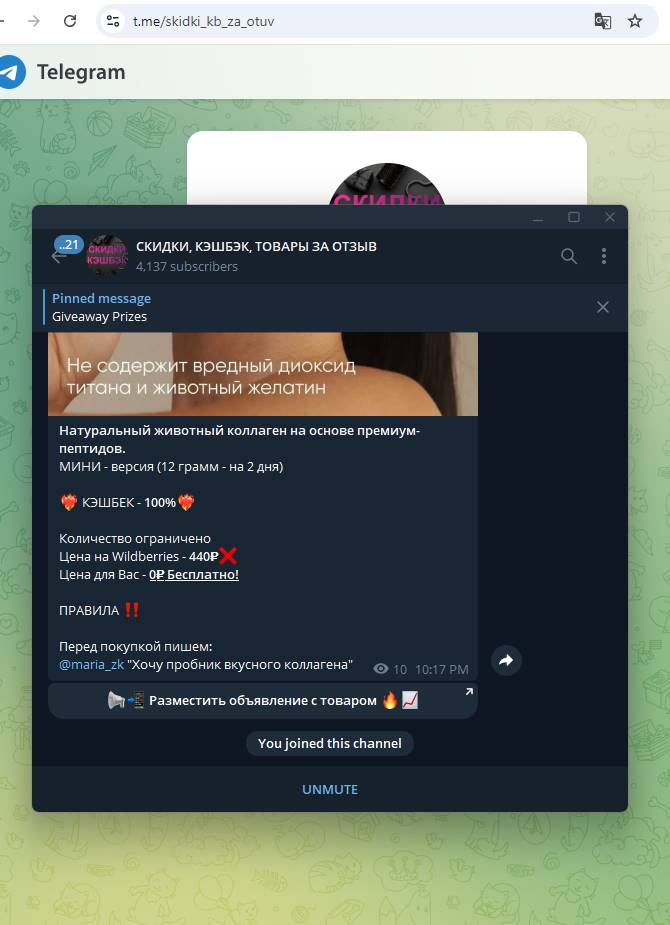 t.me/skidki_kb_za_otuv
Telegram
СКИДКИ
..21
СКИДКИ
КЭШБЭК
СКИДКИ, КЭШБЭК, ТОВАРЫ ЗА ОТЗЫВ
4,137 subscribers
Pinned message
Giveaway Prizes
Не содержит вредный диоксид
титана и животный желатин
Натуральный животный коллаген на основе премиум-
пептидов.
МИНИ - версия (12 грамм - на 2 дня)
❤️‍🔥 КЭШБЕК - 100%❤️‍🔥
Количество ограничено
Цена на Wildberries - 440₽❌
Цена для Вас - 0₽ Бесплатно!
ПРАВИЛА ‼️
Перед покупкой пишем:
@maria_zk "Хочу пробник вкусного коллагена"
10 10:17 PM
📢📲 Разместить объявление с товаром 🔥📈
You joined this channel
UNMUTE